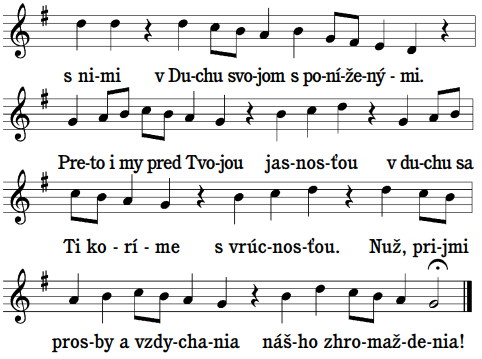 s ni-mi v Du-chu svo-jom s po-ní-že-ný - mi.
Pre-to i my pred Tvo-jou jas-nos-ťou v du-chu sa
Ti ko - rí - me s vrúc-nos-ťou. Nuž, pri-jmi
pros-by a vzdy-cha-nia náš-ho zhro-maž-de-nia!